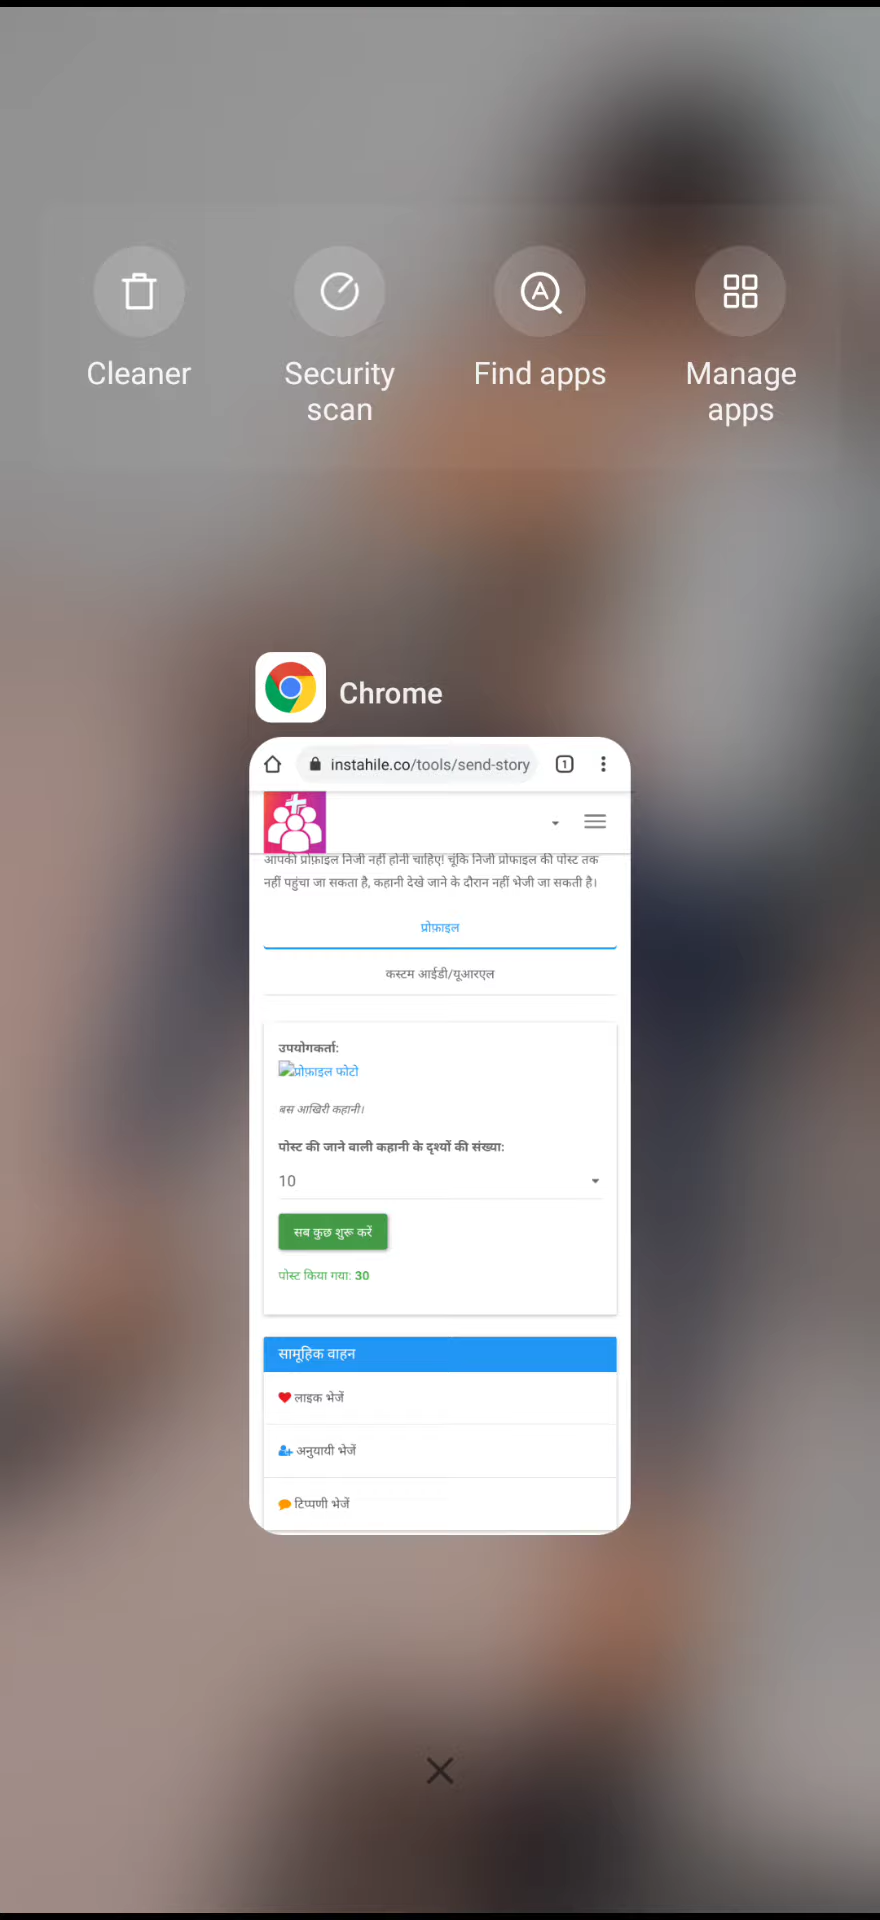 Cleaner
Security
scan
Find apps
Manage
apps
Chrome
instahile.co/tools/send-story
1
आपकी प्रोफ़ाइल निजी नहीं होनी चाहिए! चूंकि निजी प्रोफाइल की पोस्ट तक
नहीं पहुंचा जा सकता है, कहानी देखे जाने के दौरान नहीं भेजी जा सकती है।
प्रोफ़ाइल
कस्टम आईडी/यूआरएल
उपयोगकर्ता:
प्रोफ़ाइल फोटो
बस आखिरी कहानी।
पोस्ट की जाने वाली कहानी के दृश्यों की संख्या:
10
सब कुछ शुरू करें
पोस्ट किया गया: 30
सामूहिक वाहन
लाइक भेजें
अनुयायी भेजें
टिप्पणी भेजें